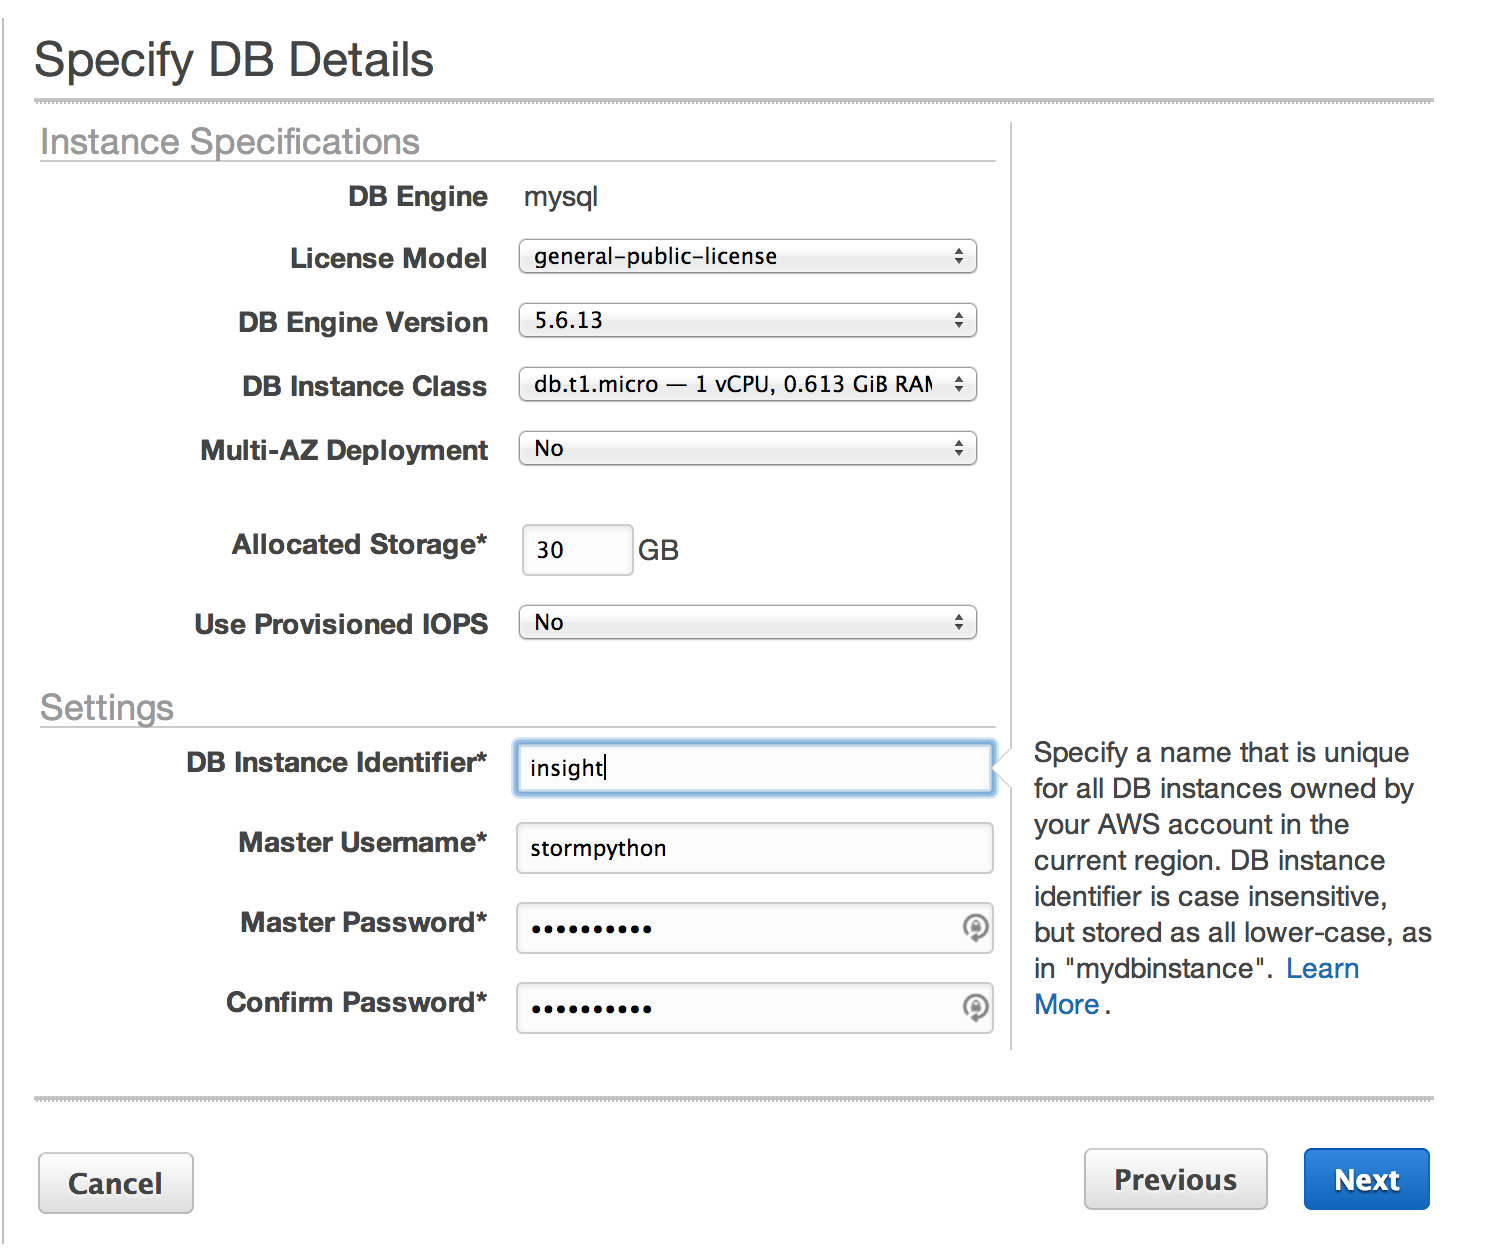 Specify DB Details
Instance Specifications
DB Engine mysql
License Model general-public-license
DB Engine Version 5.6.13
DB Instance Class db.t1.micro — 1 vCPU, 0.613 GiB RAM
Multi-AZ Deployment No
Allocated Storage* 30 GB
Use Provisioned IOPS No
Settings
DB Instance Identifier* insight
Master Username* stormpython
Master Password* ••••••••••
Confirm Password* ••••••••••
Specify a name that is unique
for all DB instances owned by
your AWS account in the
current region. DB instance
identifier is case insensitive,
but stored as all lower-case, as
in "mydbinstance". Learn
More .
Cancel Previous Next